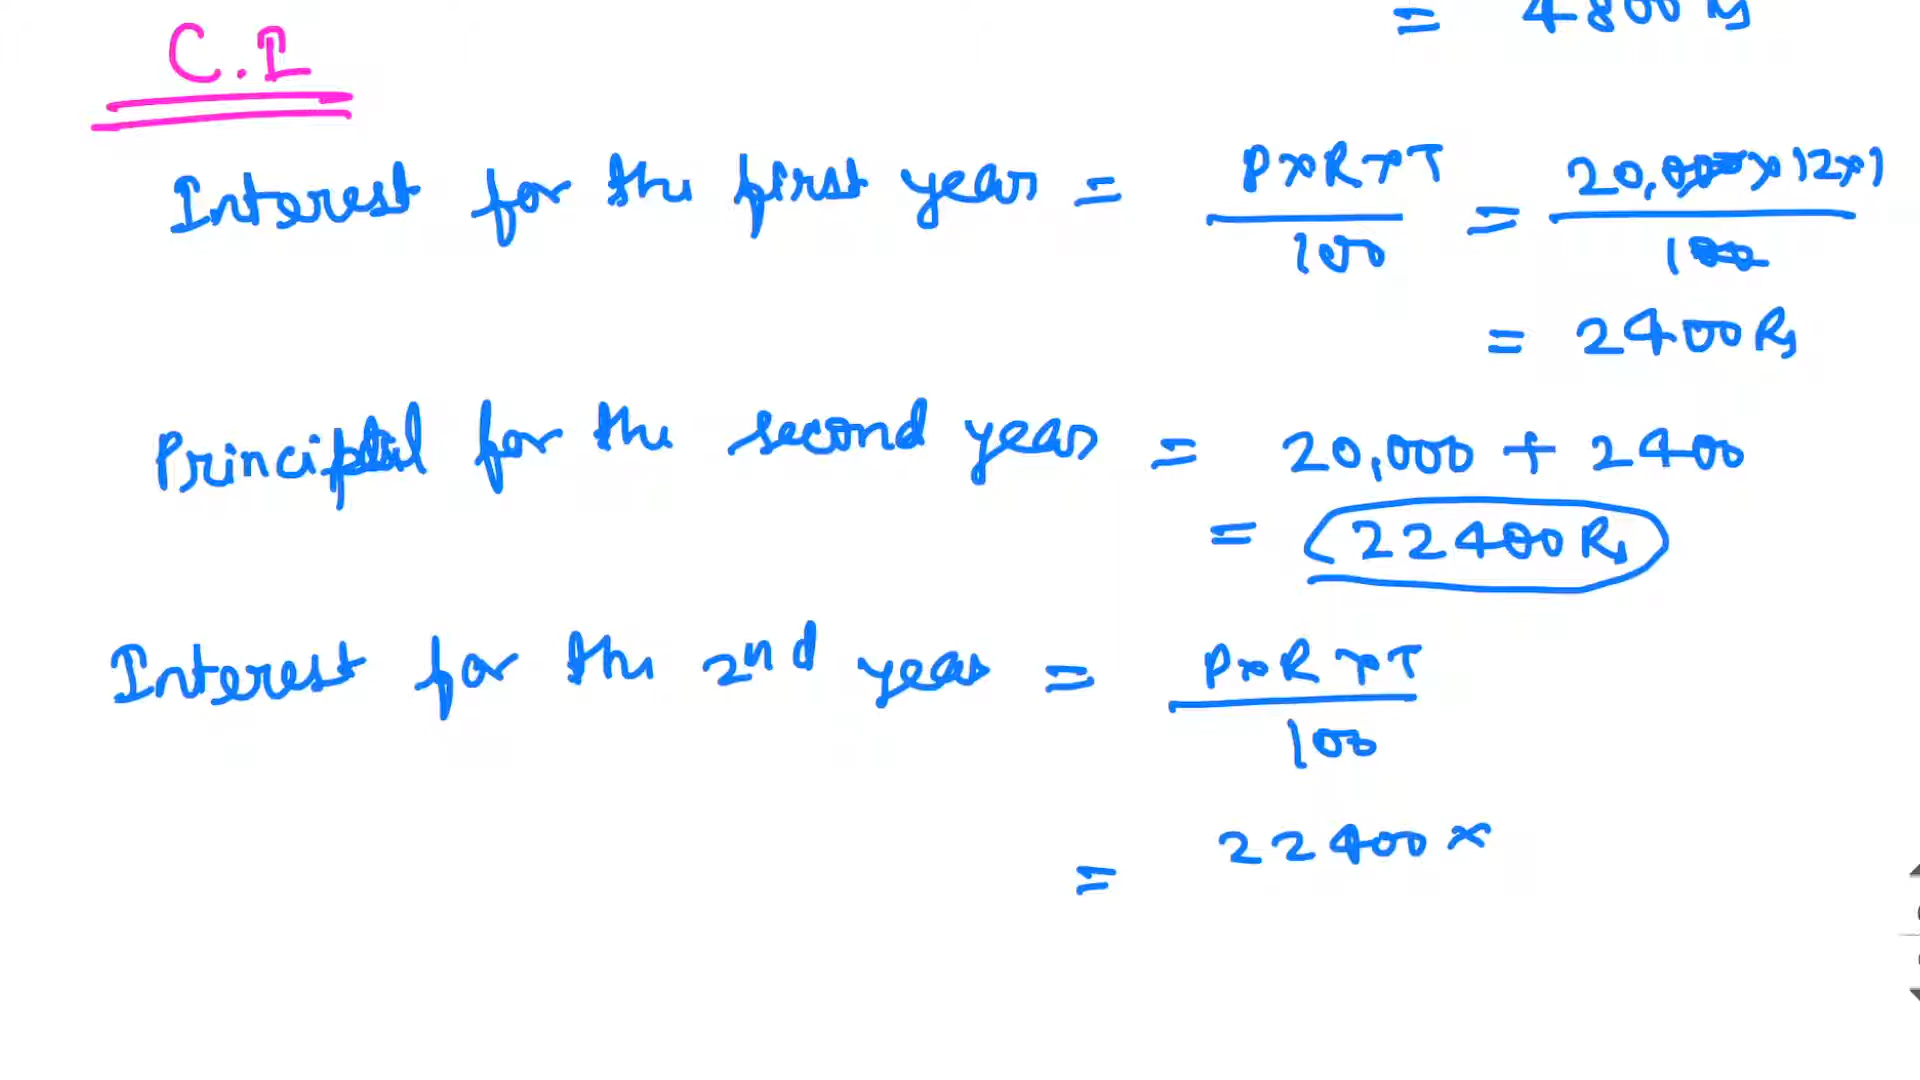 = 4800 Rs
C.I
Interest for the first year = P×R×T / 100 = 20,000×12×1 / 100
= 2400 Rs
Principal for the second year = 20,000 + 2400
= 22400 Rs
Interest for the 2nd year = P×R×T / 100
= 22400 ×